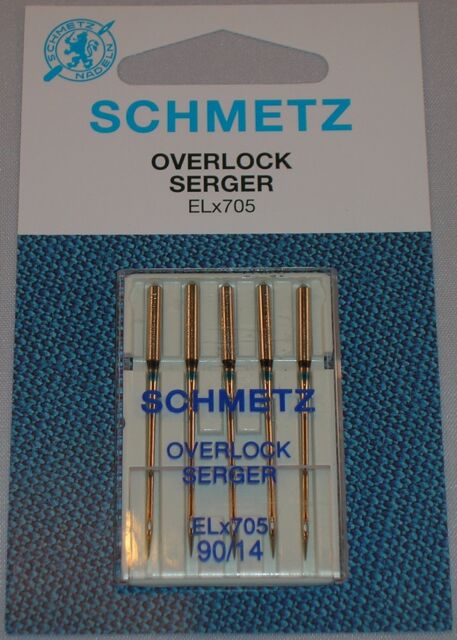 SCHMETZ
NADELN
SCHMETZ
OVERLOCK
SERGER
ELx705
SCHMETZ
OVERLOCK
SERGER
ELx705
90/14